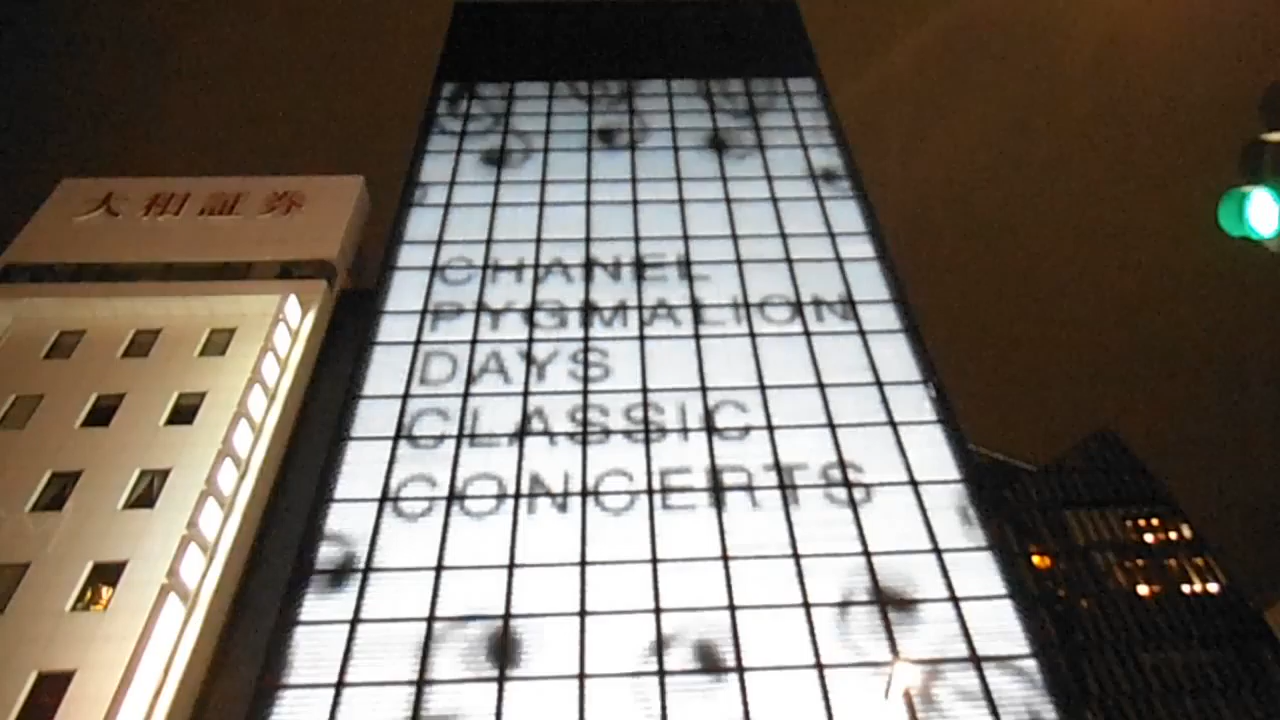 大和証券
CHANEL
PYGMALION
DAYS
CLASSIC
CONCERTS